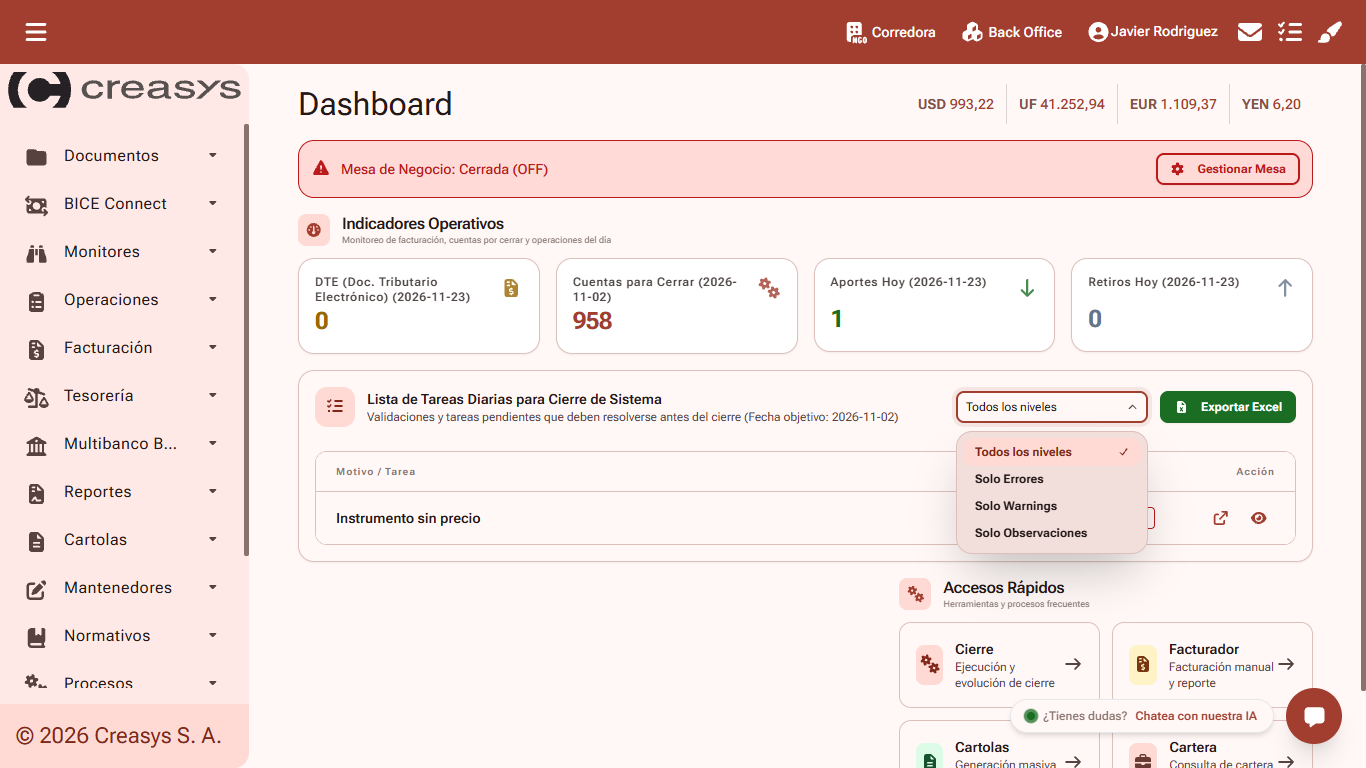 NGO
Corredora
Back Office
Javier Rodriguez
creasys
Documentos
BICE Connect
Monitores
Operaciones
Facturación
Tesorería
Multibanco B...
Reportes
Cartolas
Mantenedores
Normativos
Procesos
© 2026 Creasys S. A.
Dashboard
USD 993,22
UF 41.252,94
EUR 1.109,37
YEN 6,20
Mesa de Negocio: Cerrada (OFF)
Gestionar Mesa
Indicadores Operativos
Monitoreo de facturación, cuentas por cerrar y operaciones del día
DTE (Doc. Tributario
Electrónico) (2026-11-23)
0
Cuentas para Cerrar (2026-
11-02)
958
Aportes Hoy (2026-11-23)
1
Retiros Hoy (2026-11-23)
0
Lista de Tareas Diarias para Cierre de Sistema
Validaciones y tareas pendientes que deben resolverse antes del cierre (Fecha objetivo: 2026-11-02)
Todos los niveles
Exportar Excel
Todos los niveles
Solo Errores
Solo Warnings
Solo Observaciones
Motivo / Tarea
Acción
Instrumento sin precio
Accesos Rápidos
Herramientas y procesos frecuentes
Cierre
Ejecución y
evolución de cierre
Facturador
Facturación manual
y reporte
¿Tienes dudas? Chatea con nuestra IA
Cartolas
Generación masiva
Cartera
Consulta de cartera